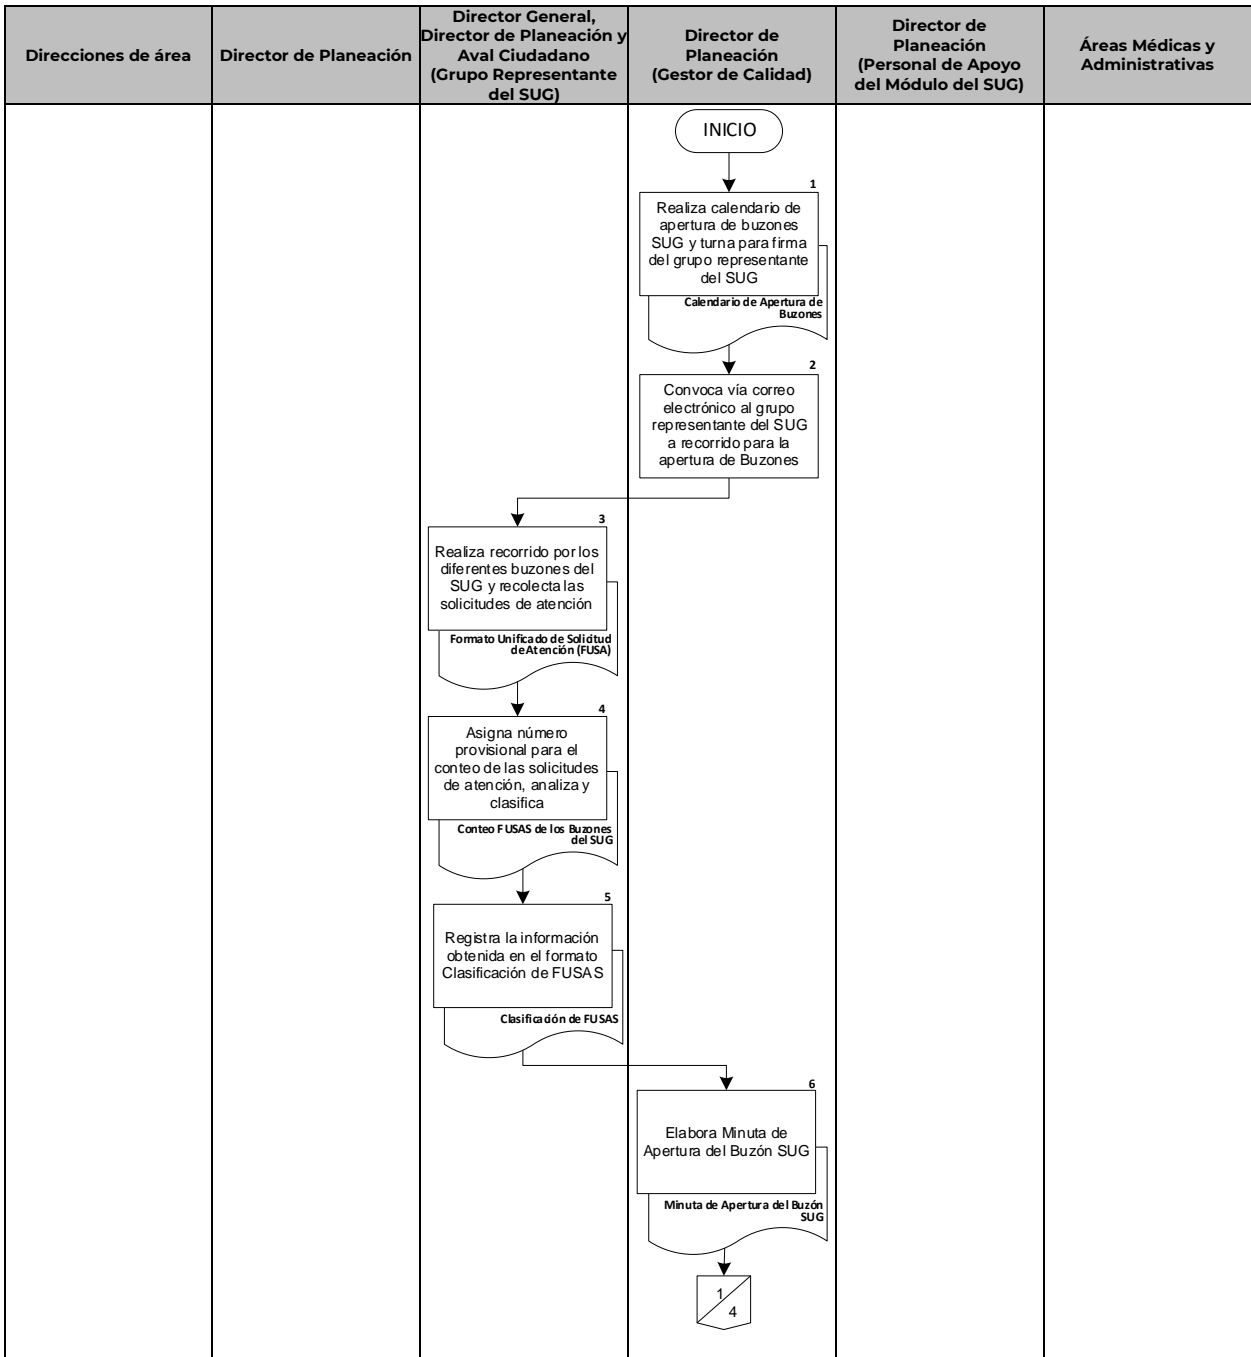 Direcciones de área
Director de Planeación
Director General,
Director de Planeación y
Aval Ciudadano
(Grupo Representante
del SUG)
Director de
Planeación
(Gestor de Calidad)
Director de
Planeación
(Personal de Apoyo
del Módulo del SUG)
Áreas Médicas y
Administrativas
INICIO
1
Realiza calendario de
apertura de buzones
SUG y turna para firma
del grupo representante
del SUG
Calendario de Apertura de
Buzones
2
Convoca vía correo
electrónico al grupo
representante del SUG
a recorrido para la
apertura de Buzones
3
Realiza recorrido por los
diferentes buzones del
SUG y recolecta las
solicitudes de atención
Formato Unificado de Solicitud
de Atención (FUSA)
4
Asigna número
provisional para el
conteo de las solicitudes
de atención, analiza y
clasifica
Conteo FUSAS de los Buzones
del SUG
5
Registra la información
obtenida en el formato
Clasificación de FUSAS
Clasificación de FUSAS
6
Elabora Minuta de
Apertura del Buzón SUG
Minuta de Apertura del Buzón
SUG
1
4